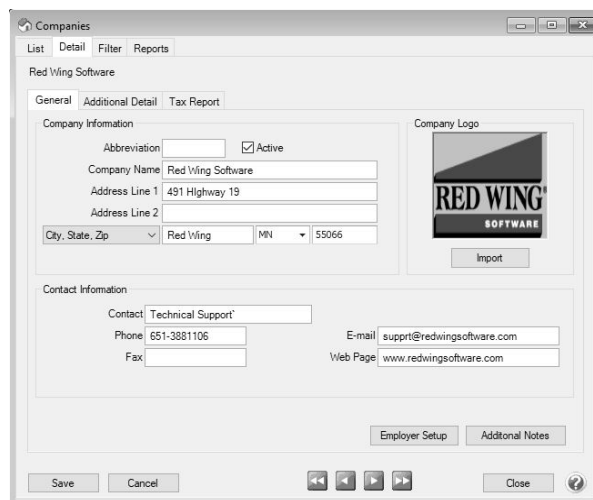 Companies
List Detail Filter Reports
Red Wing Software
General Additional Detail Tax Report
Company Information
Abbreviation Active
Company Name Red Wing Software
Address Line 1 491 HIghway 19
Address Line 2
City, State, Zip Red Wing MN 55066
Company Logo
RED WING
SOFTWARE
Import
Contact Information
Contact Technical Support`
Phone 651-3881106 E-mail supprt@redwingsoftware.com
Fax Web Page www.redwingsoftware.com
Employer Setup Additonal Notes
Save Cancel Close ?